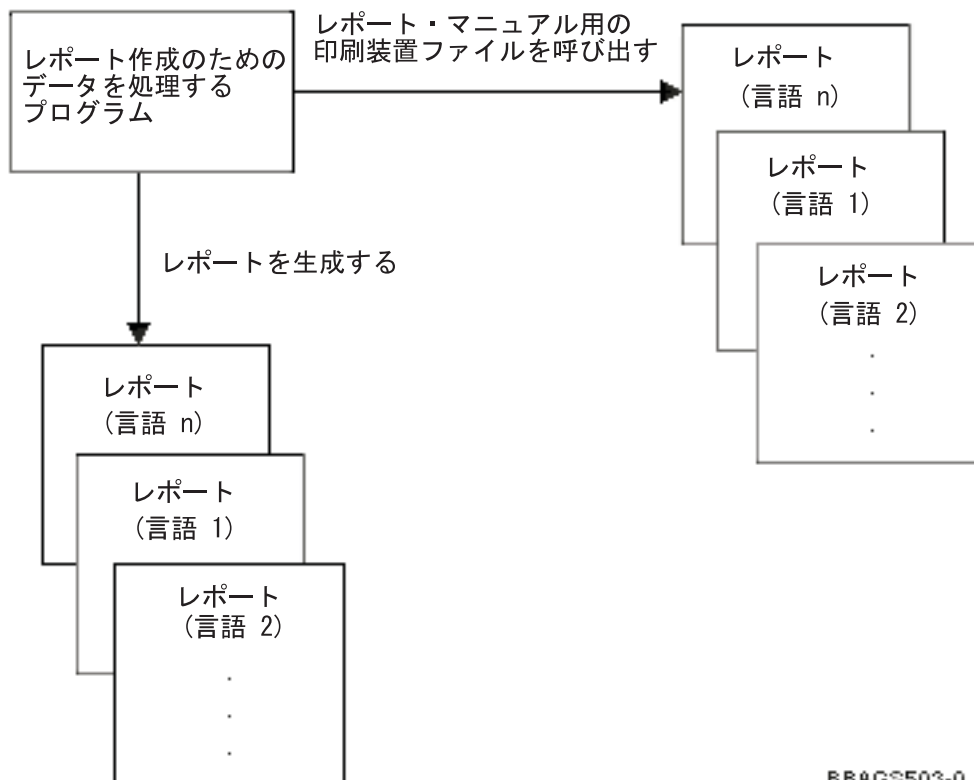 レポート作成のための
データを処理する
プログラム
レポート・マニュアル用の
印刷装置ファイルを呼び出す
レポート
(言語 n)
レポート
(言語 1)
レポート
(言語 2)
.
.
.
レポートを生成する
レポート
(言語 n)
レポート
(言語 1)
レポート
(言語 2)
.
.
.
RBAGS503-0